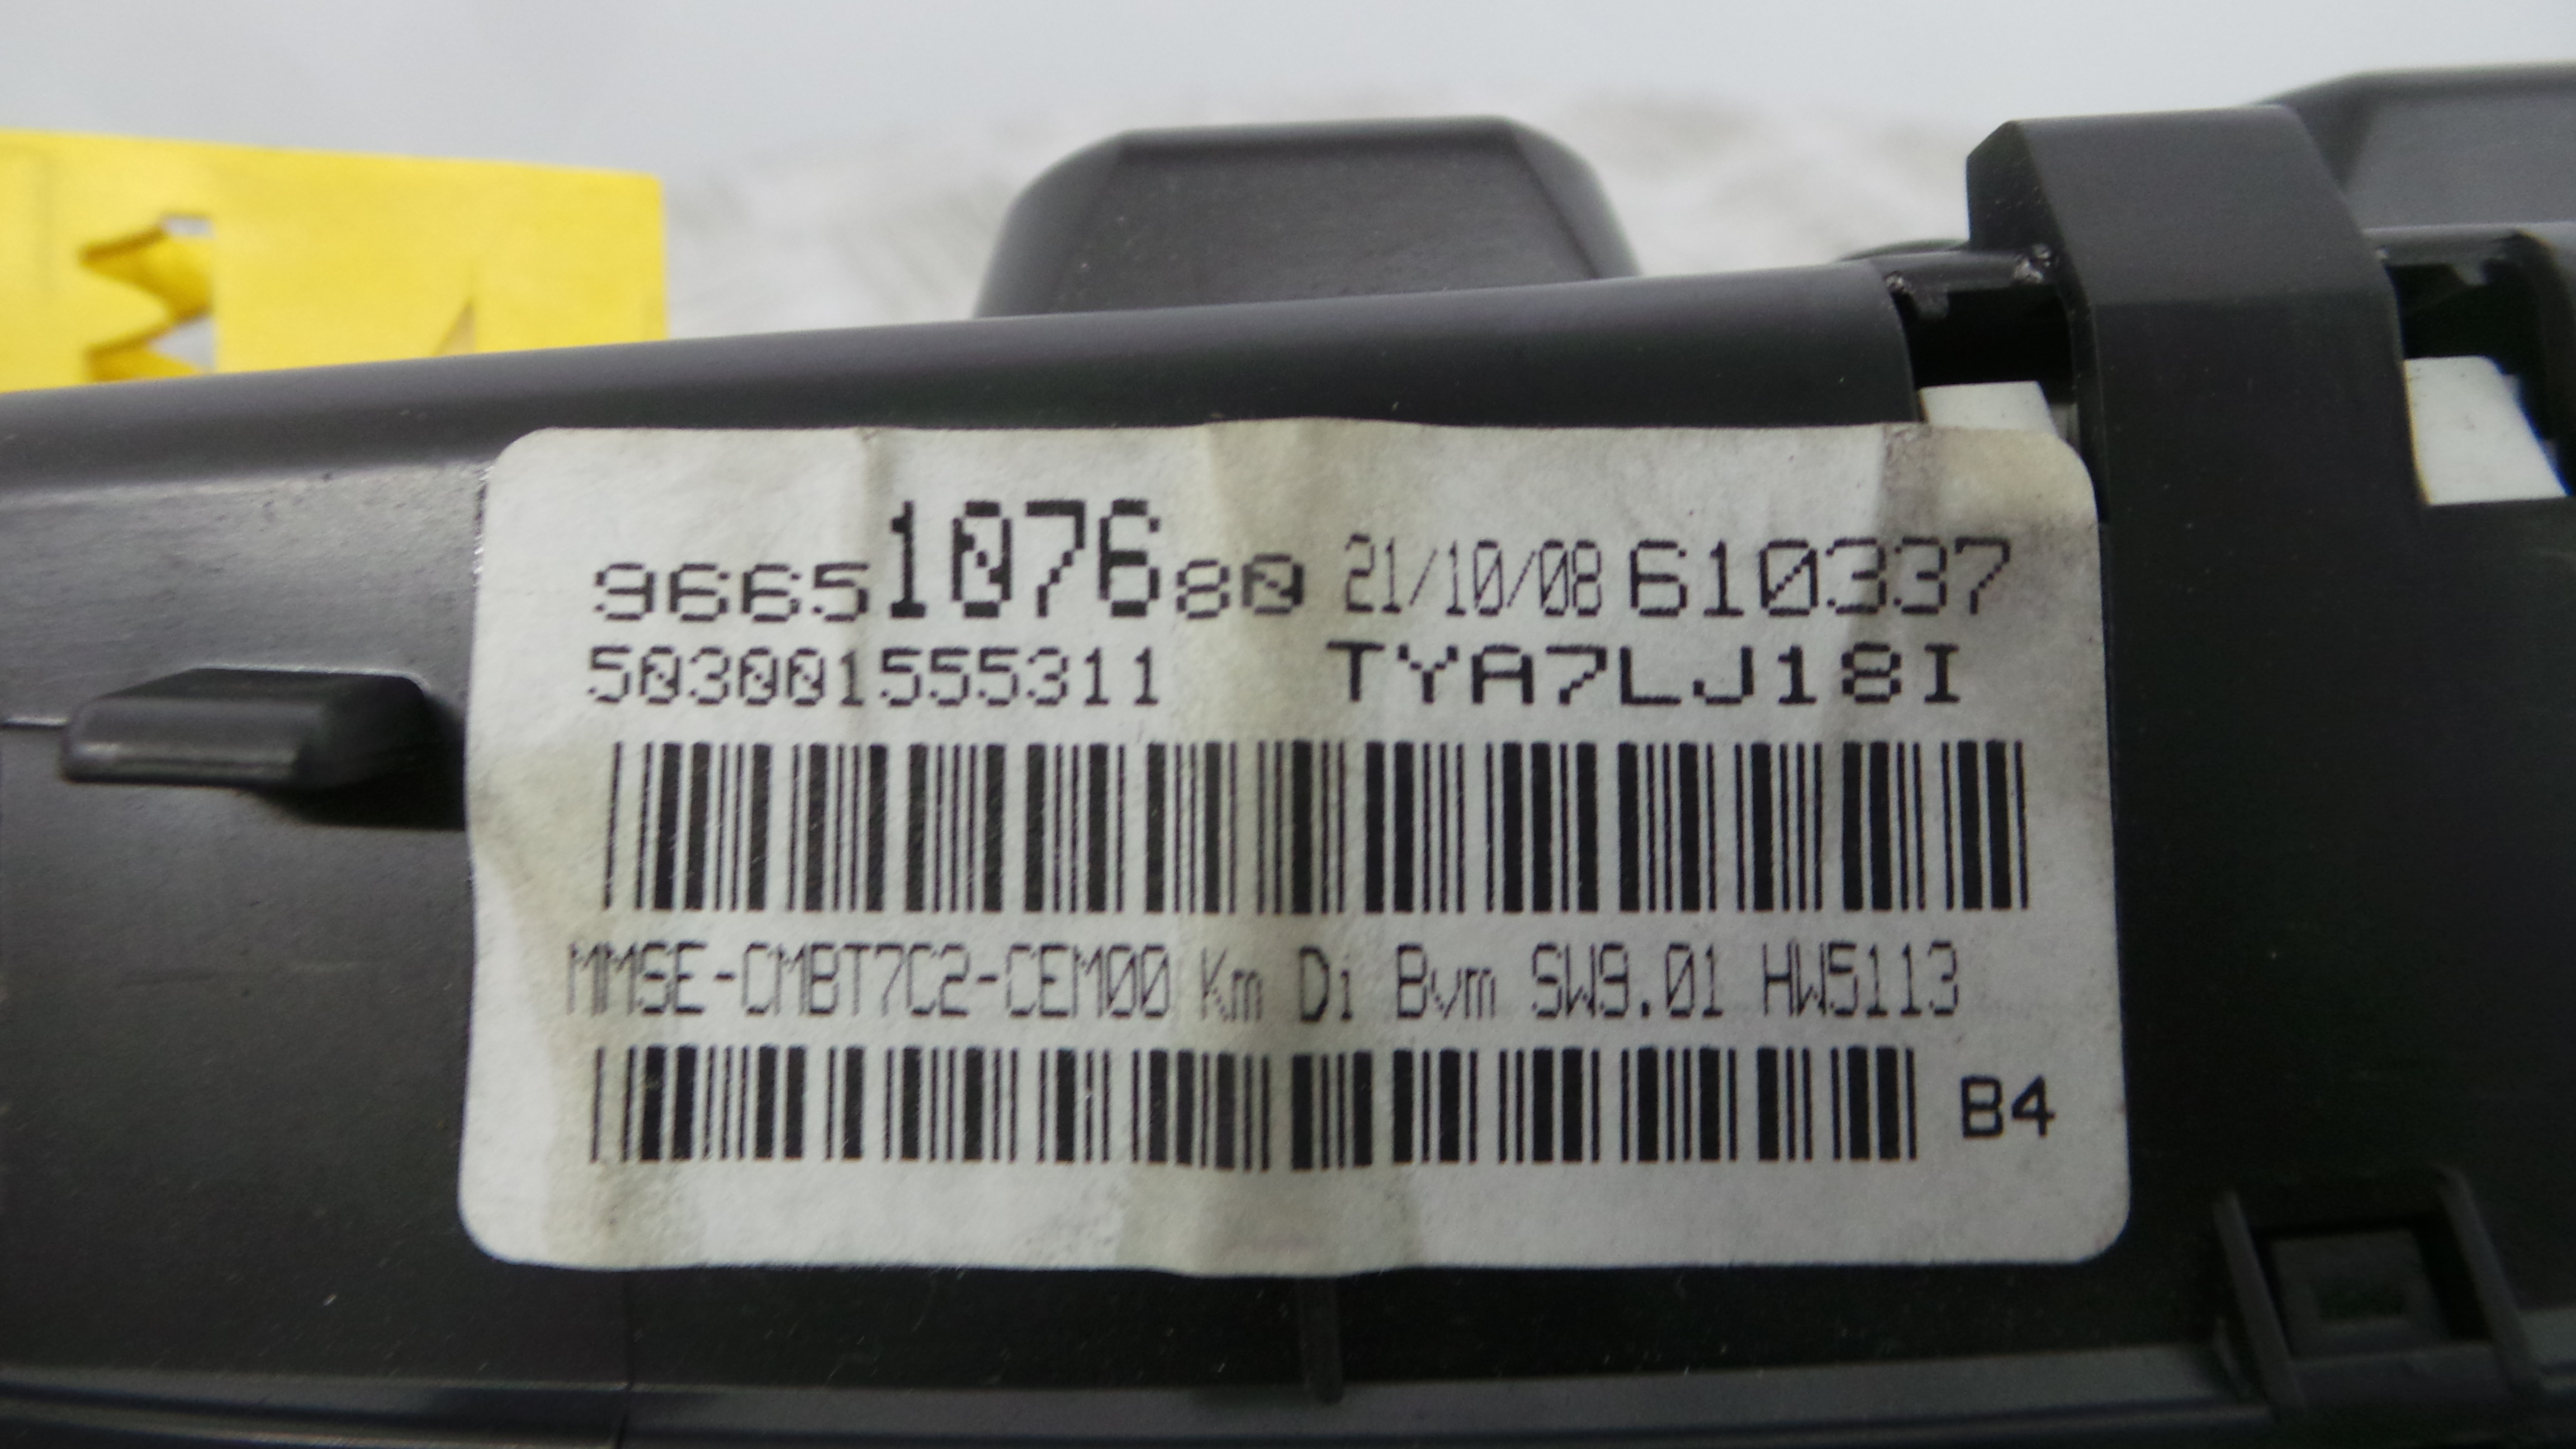 9665107680 21/10/08 610337
503001555311 TYA7LJ18I
MMSE-CMBT7C2-CEM00 Km Di Bvm SW9.01 HW5113
B4